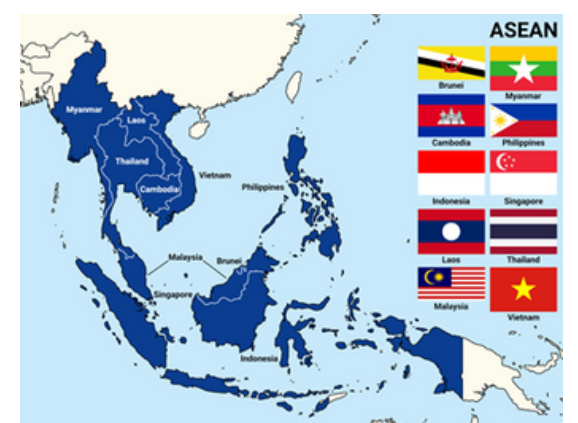 ASEAN
Brunei
Myanmar
Cambodia
Philippines
Indonesia
Singapore
Laos
Thailand
Malaysia
Vietnam
Myanmar
Laos
Thailand
Vietnam
Cambodia
Philippines
Malaysia
Brunei
Singapore
Indonesia